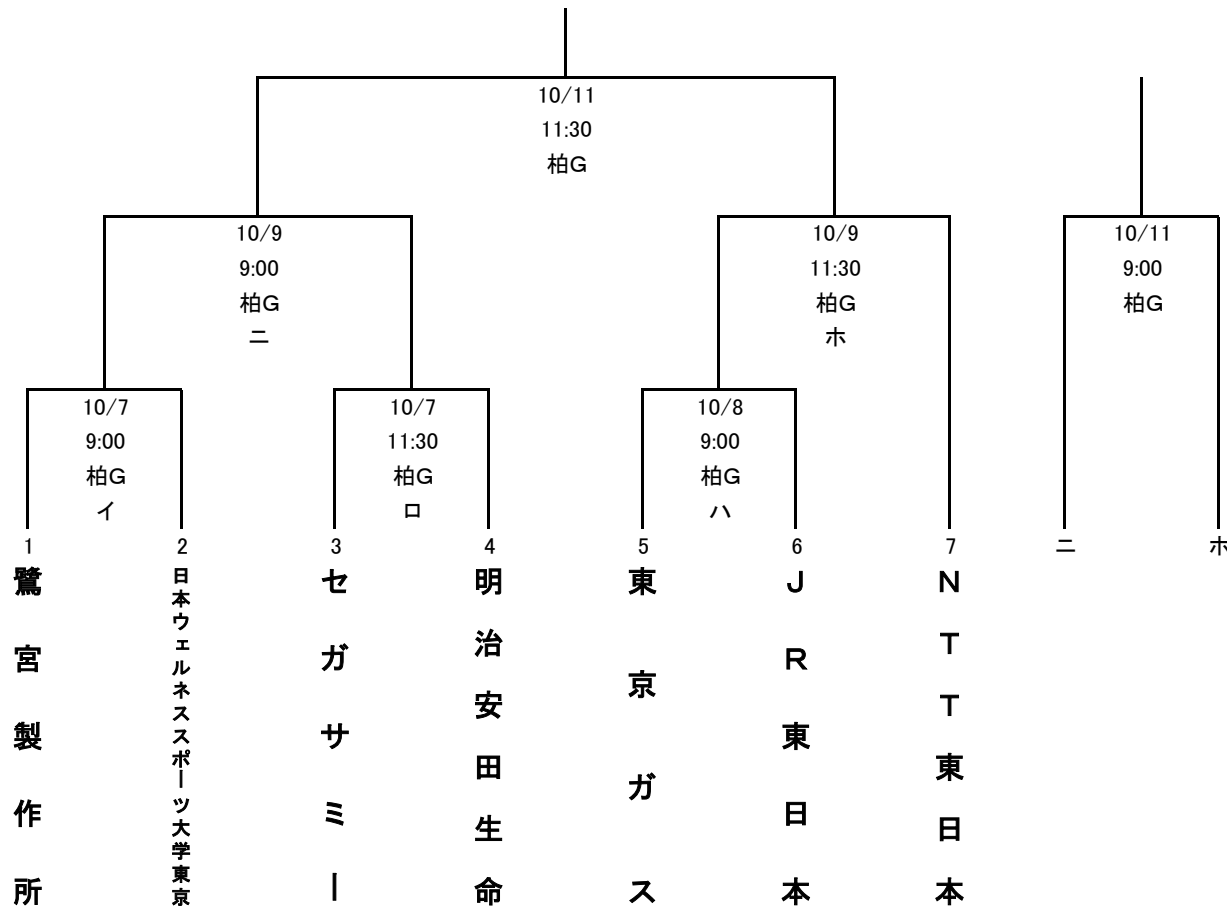 10/11
11:30
柏G
10/9
9:00
柏G
ニ
10/9
11:30
柏G
ホ
10/11
9:00
柏G
10/7
9:00
柏G
イ
10/7
11:30
柏G
ロ
10/8
9:00
柏G
ハ
1
2
3
4
5
6
7
ニ
ホ
鷺宮製作所
日本ウェルネススポーツ大学東京
セガサミー
明治安田生命
東京ガス
JR東日本
NTT東日本